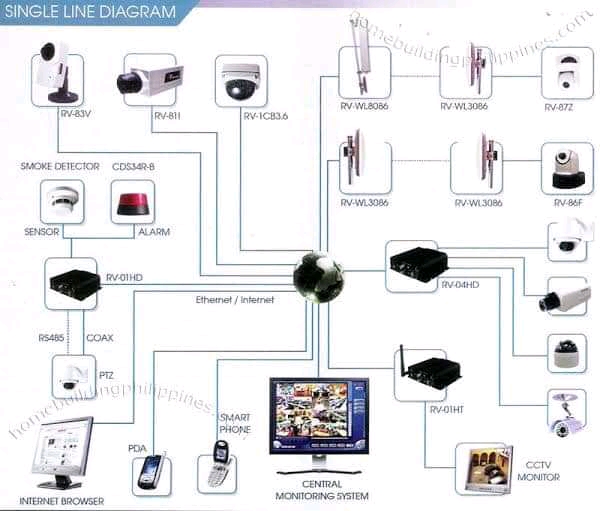 SINGLE LINE DIAGRAM
homebuildingphilippines.com
RV-83V
RV-81I
RV-1CB3.6
RV-WL8086
RV-WL3086
RV-87Z
SMOKE DETECTOR
CDS34R-8
RV-WL3086
RV-WL3086
RV-86F
SENSOR
ALARM
RV-01HD
RV-04HD
Ethernet / Internet
RS485
COAX
PTZ
RV-01HT
homebuildingphilippines.com
SMART
PHONE
PDA
INTERNET BROWSER
CENTRAL
MONITORING SYSTEM
CCTV
MONITOR